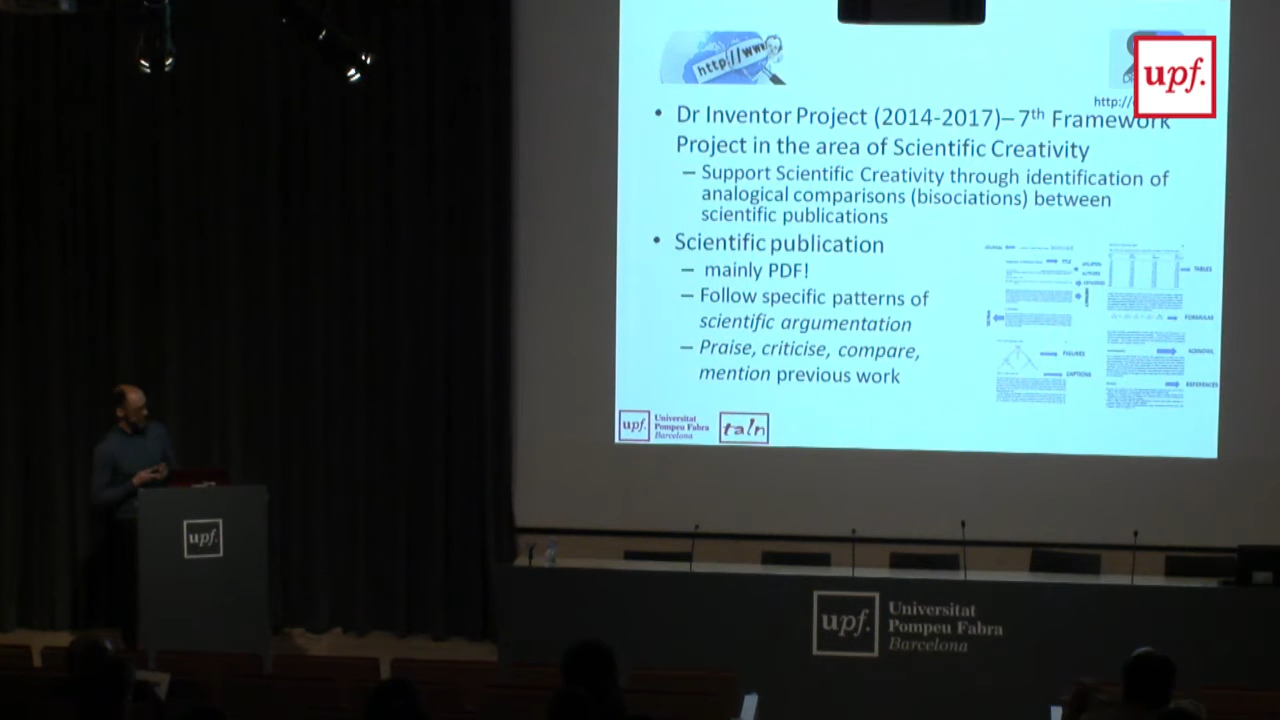 http://www
upf.
http://
• Dr Inventor Project (2014-2017)– 7th Framework
Project in the area of Scientific Creativity
– Support Scientific Creativity through identification of
analogical comparisons (bisociations) between
scientific publications
• Scientific publication
– mainly PDF!
– Follow specific patterns of
scientific argumentation
– Praise, criticise, compare,
mention previous work
TITLE
TABLES
FORMULAS
FIGURES
CAPTIONS
REFERENCES
upf. Universitat
Pompeu Fabra
Barcelona
taln
upf.
upf. Universitat
Pompeu Fabra
Barcelona